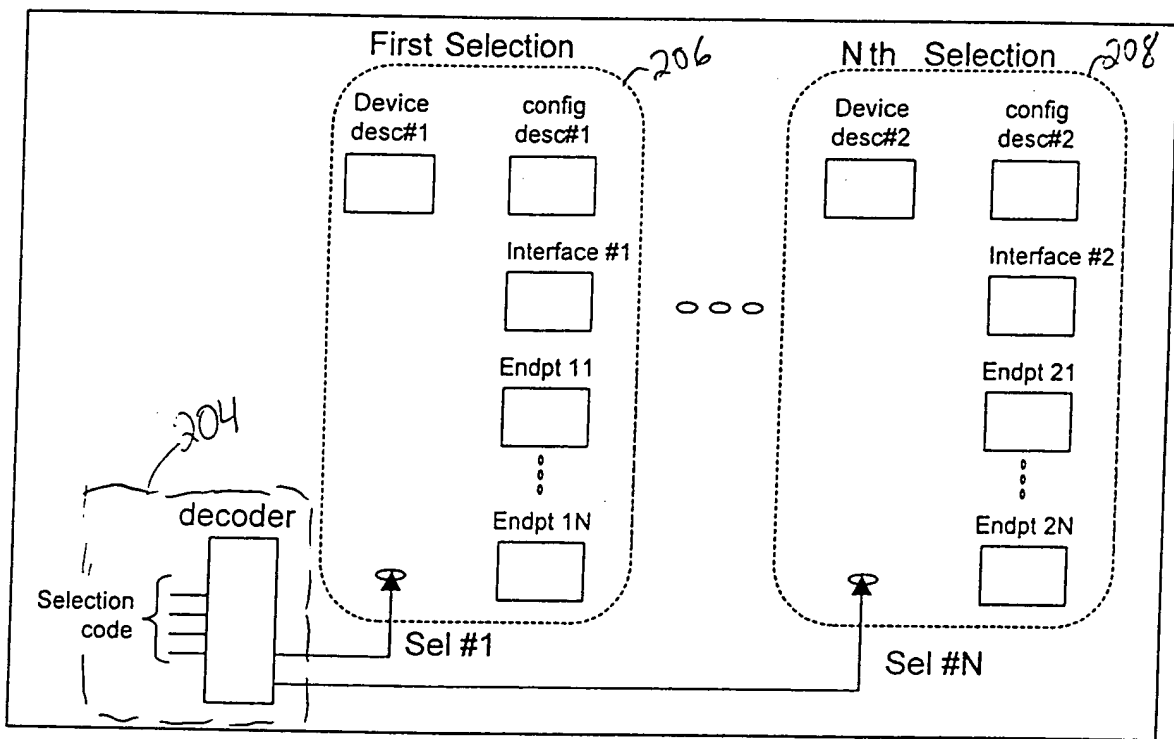 First Selection
206
Device
desc#1
config
desc#1
Interface #1
Endpt 11
Endpt 1N
Sel #1
Nth Selection
208
Device
desc#2
config
desc#2
Interface #2
Endpt 21
Endpt 2N
Sel #N
204
decoder
Selection
code